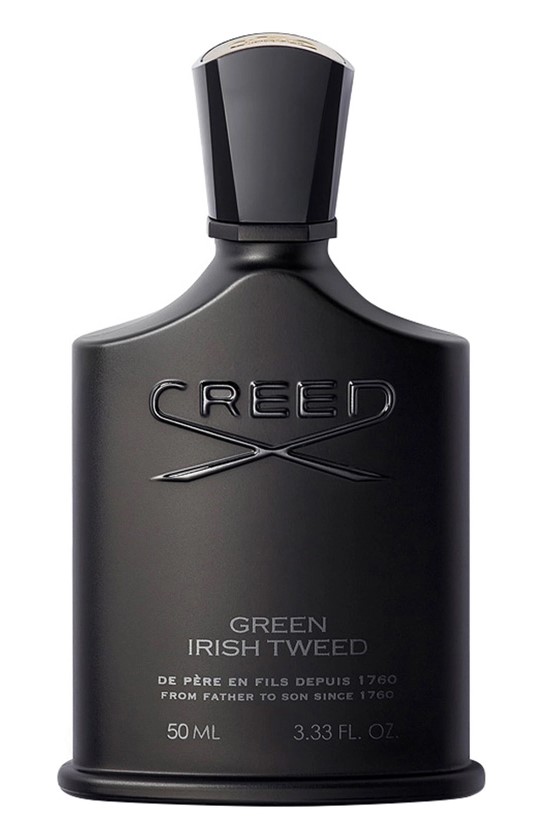 CREED
GREEN
IRISH TWEED
DE PÈRE EN FILS DEPUIS 1760
FROM FATHER TO SON SINCE 1760
50 ML 3.33 FL. OZ.